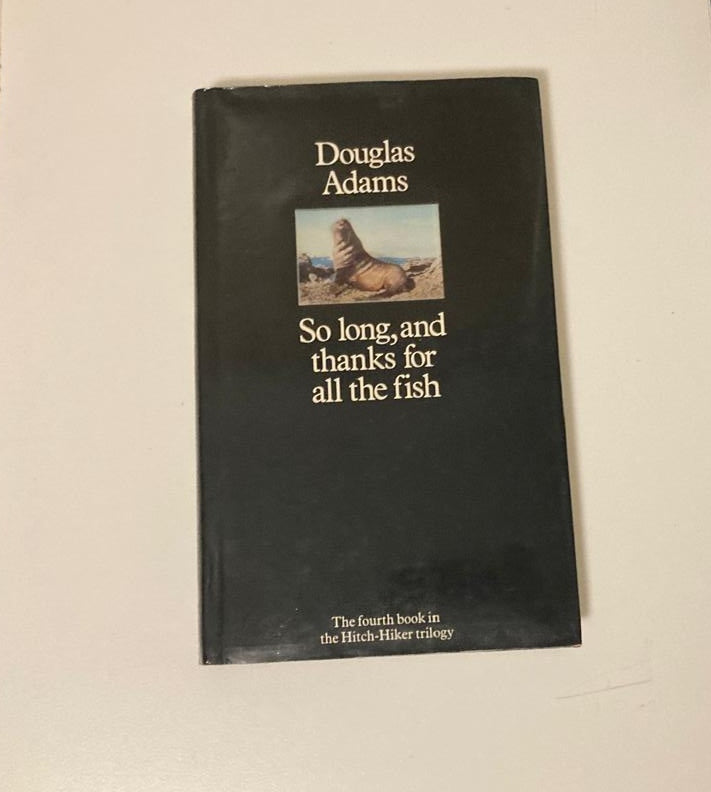 Douglas
Adams
So long, and
thanks for
all the fish
The fourth book in
the Hitch-Hiker trilogy